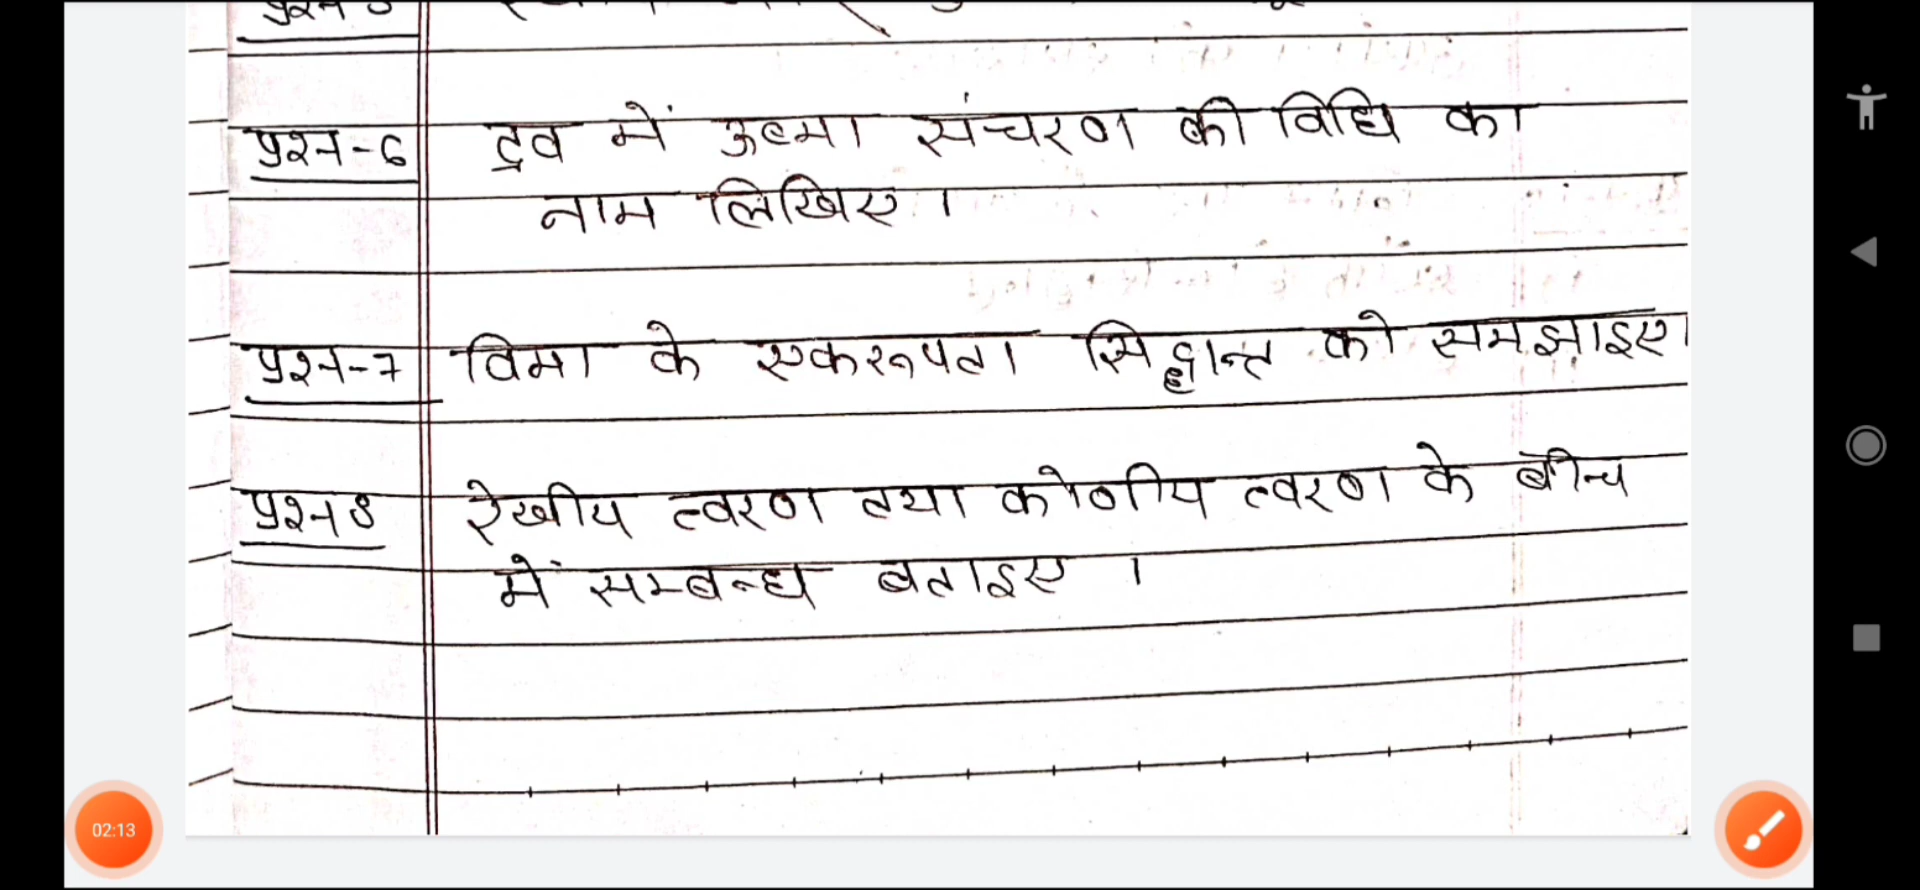 प्रश्न-6 द्रव में ऊष्मा संचरण की विधि का
नाम लिखिए ।
प्रश्न-7 विमा के एकरूपता सिद्धान्त को समझाइए।
प्रश्न 8 रेखीय त्वरण तथा कोणीय त्वरण के बीच
में सम्बन्ध बताइए ।
02:13